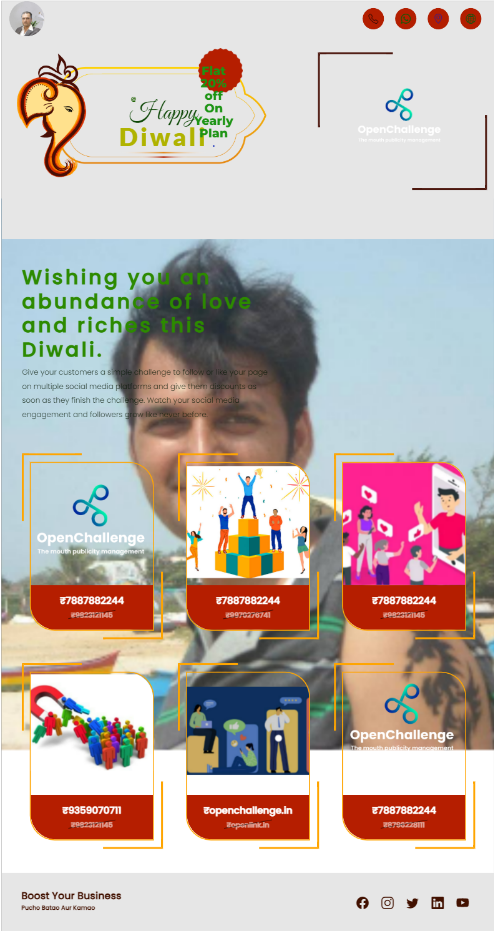 Flat
20%
off
On
Yearly
Plan
.
Happy
Diwali
OpenChallenge
The mouth publicity management
Wishing you an
abundance of love
and riches this
Diwali.
Give your customers a simple challenge to follow or like your page
on multiple social media platforms and give them discounts as
soon as they finish the challenge. Watch your social media
engagement and followers grow like never before.
OpenChallenge
The mouth publicity management
₹7887882244
₹9823121145
₹7887882244
₹9970276741
₹7887882244
₹9823121145
OpenChallenge
The mouth publicity management
₹9359070711
₹9823121145
₹openchallenge.in
₹openlink.in
₹7887882244
Boost Your Business
Pucho Batao Aur Kamao